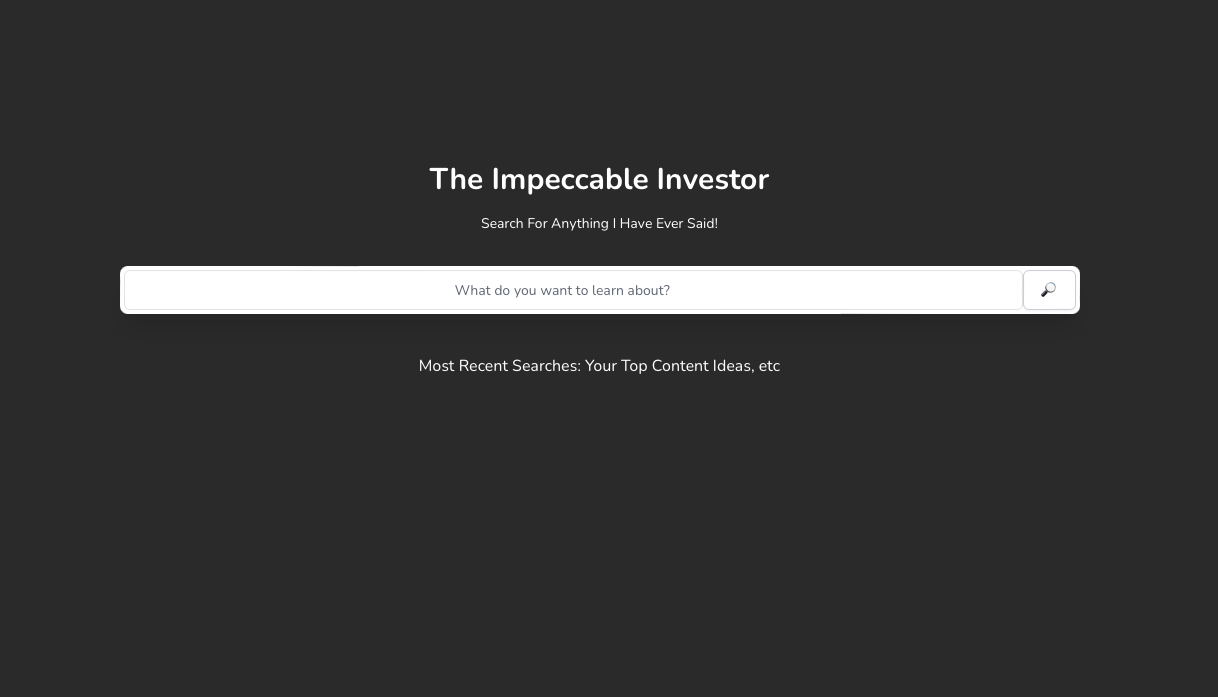 The Impeccable Investor
Search For Anything I Have Ever Said!
What do you want to learn about?
Most Recent Searches: Your Top Content Ideas, etc